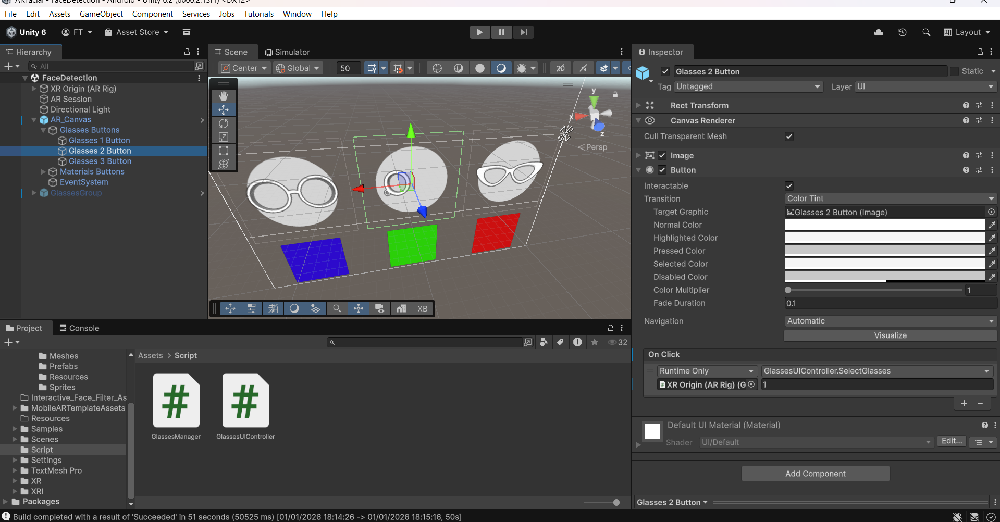 ARFacial - FaceDetection - Android - Unity 6.2 (6000.2.15f1) <DX12>
File Edit Assets GameObject Component Services Jobs Tutorials Window Help
Unity 6 FT Asset Store Layout
Hierarchy
All
FaceDetection
XR Origin (AR Rig)
AR Session
Directional Light
AR_Canvas
Glasses Buttons
Glasses 1 Button
Glasses 2 Button
Glasses 3 Button
Materials Buttons
EventSystem
GlassesGroup
Scene Simulator
Center Global 50 2D
y
x
z
Persp
XB
Inspector
Glasses 2 Button Static
Tag Untagged Layer UI
Rect Transform
Canvas Renderer
Cull Transparent Mesh
Image
Button
Interactable
Transition Color Tint
Target Graphic Glasses 2 Button (Image)
Normal Color
Highlighted Color
Pressed Color
Selected Color
Disabled Color
Color Multiplier 1
Fade Duration 0.1
Navigation Automatic
Visualize
On Click
Runtime Only GlassesUIController.SelectGlasses
XR Origin (AR Rig) (G 1
Default UI Material (Material)
Shader UI/Default Edit...
Add Component
Glasses 2 Button
Project Console
32
Meshes
Prefabs
Resources
Sprites
Interactive_Face_Filter_As
MobileARTemplateAssets
Resources
Samples
Scenes
Script
Settings
TextMesh Pro
XR
XRI
Packages
Assets > Script
GlassesManager
GlassesUIController
Build completed with a result of 'Succeeded' in 51 seconds (50525 ms) [01/01/2026 18:14:26 -> 01/01/2026 18:15:16, 50s]